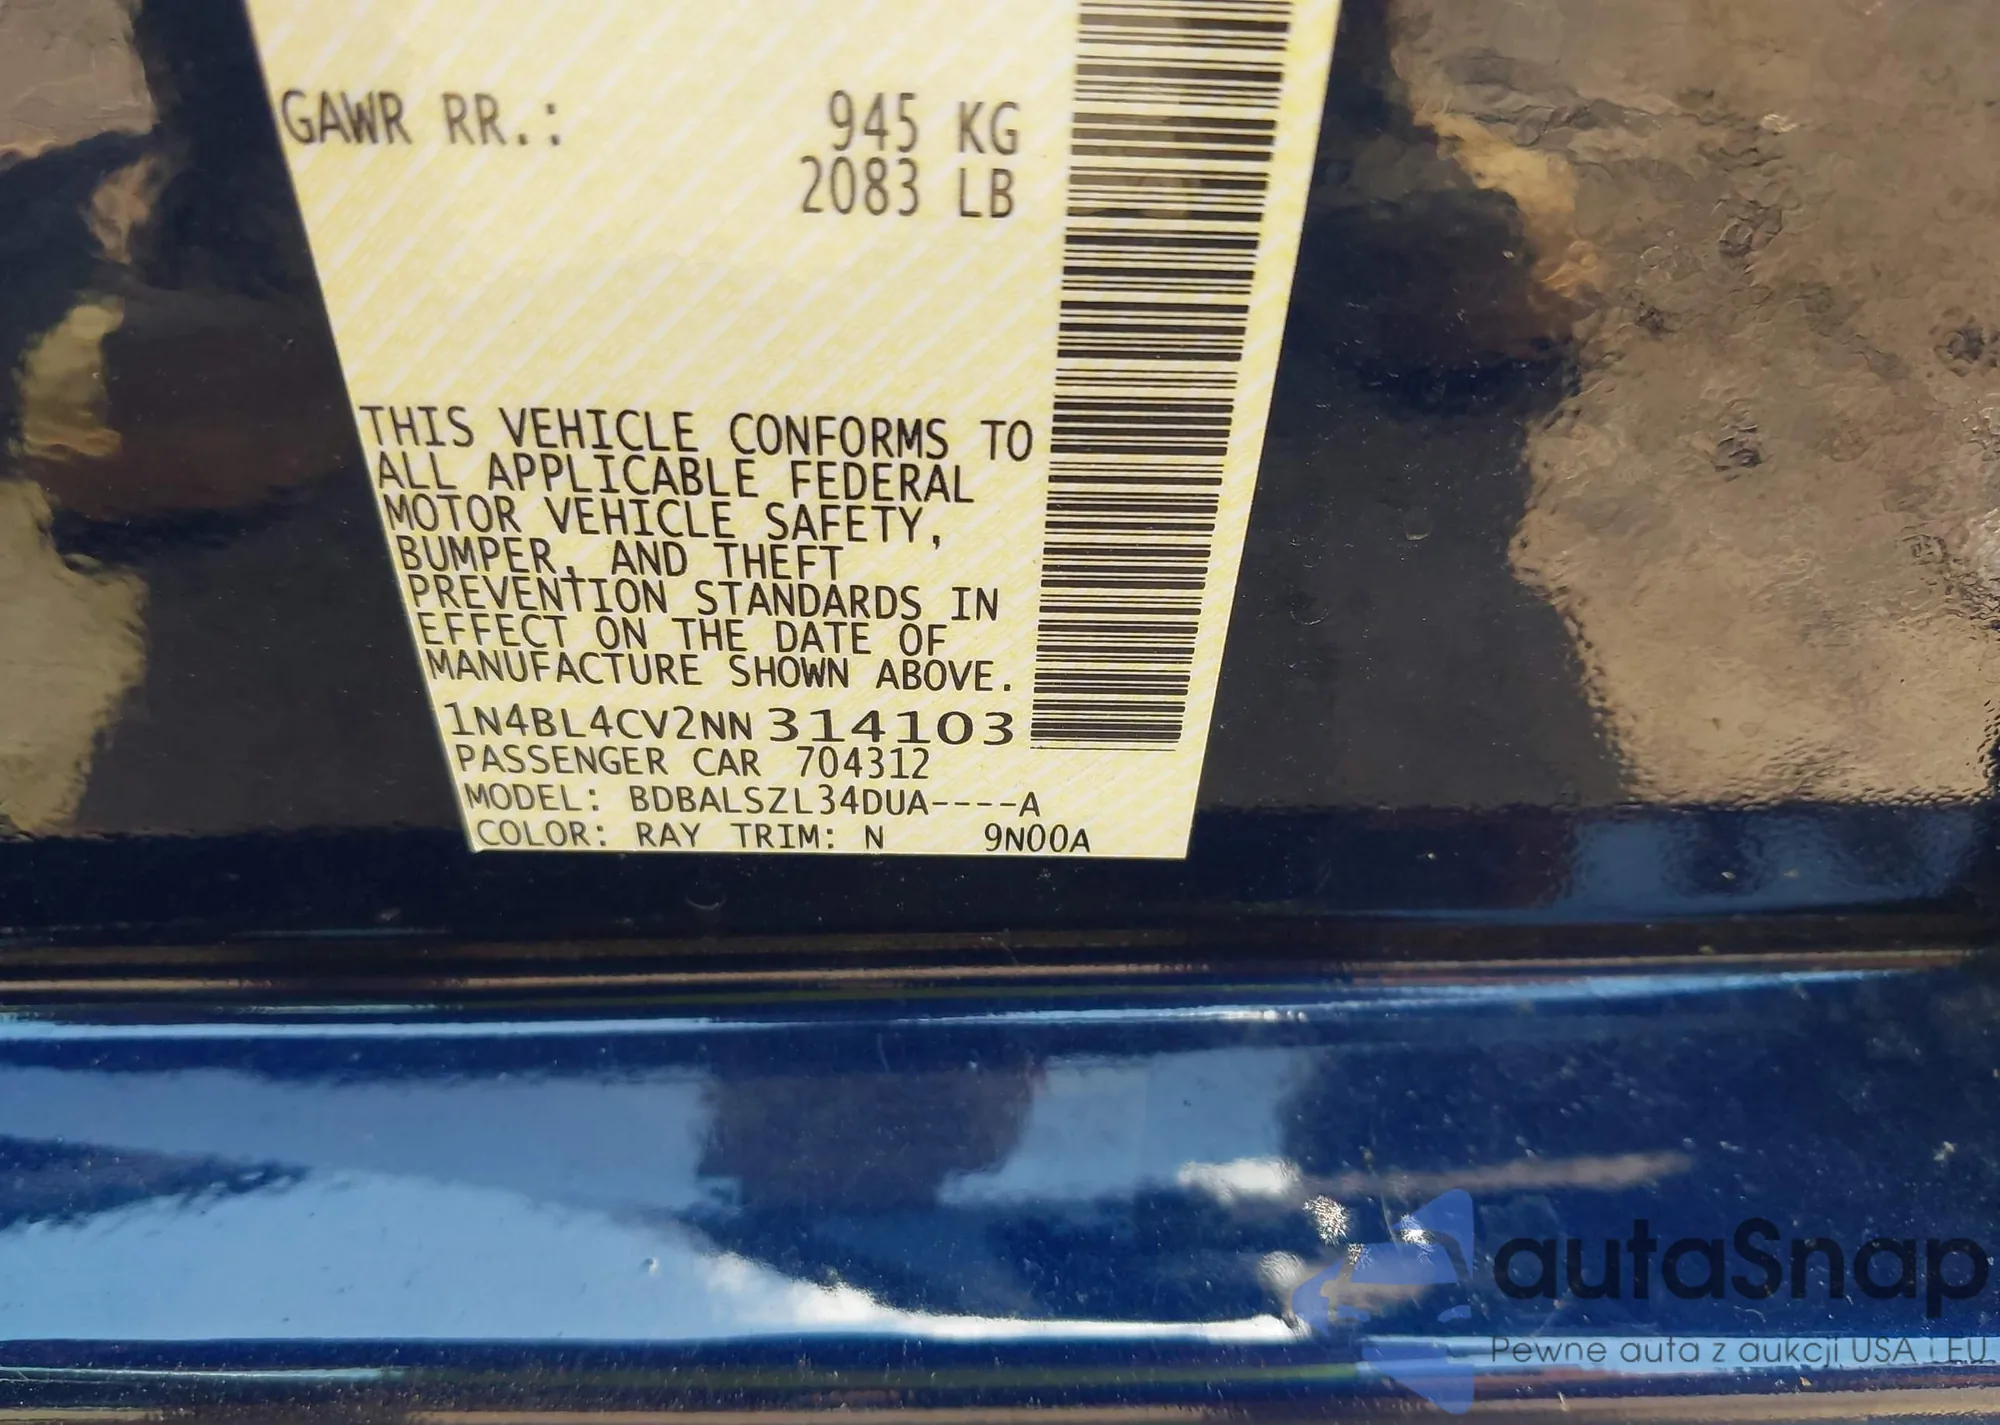 GAWR RR.: 945 KG
2083 LB
THIS VEHICLE CONFORMS TO
ALL APPLICABLE FEDERAL
MOTOR VEHICLE SAFETY,
BUMPER, AND THEFT
PREVENTION STANDARDS IN
EFFECT ON THE DATE OF
MANUFACTURE SHOWN ABOVE.
1N4BL4CV2NN314103
PASSENGER CAR 704312
MODEL: BDBALSZL34DUA----A
COLOR: RAY TRIM: N 9N00A
autaSnap
Pewne auta z aukcji USA i EU